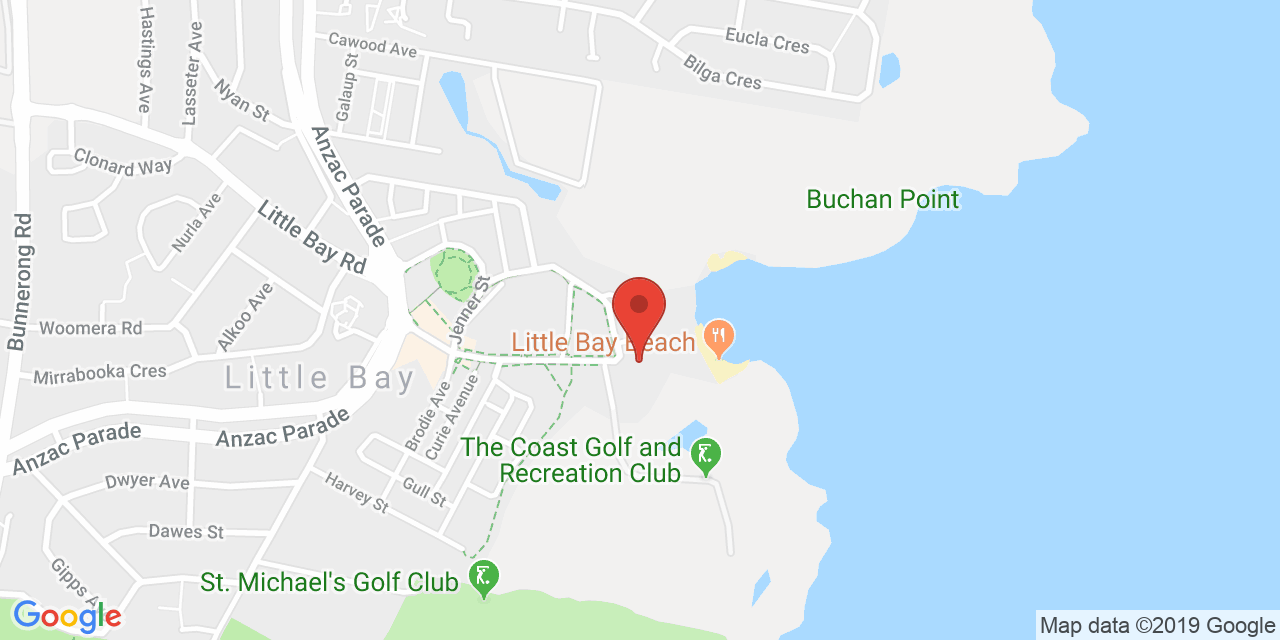 Hastings Ave
Lasseter Ave
Cawood Ave
Eucla Cres
Bilga Cres
Galaup St
Nyan St
Anzac Parade
Clonard Way
Nurla Ave
Little Bay Rd
Buchan Point
Bunnerong Rd
Alkoo Ave
Jenner St
Woomera Rd
Little Bay Beach
Mirrabooka Cres
Little Bay
Brodie Ave
Curie Avenue
Anzac Parade
Anzac Parade
The Coast Golf and
Recreation Club
Dwyer Ave
Harvey St
Gull St
Dawes St
Gipps Av
St. Michael's Golf Club
Google
Map data ©2019 Google